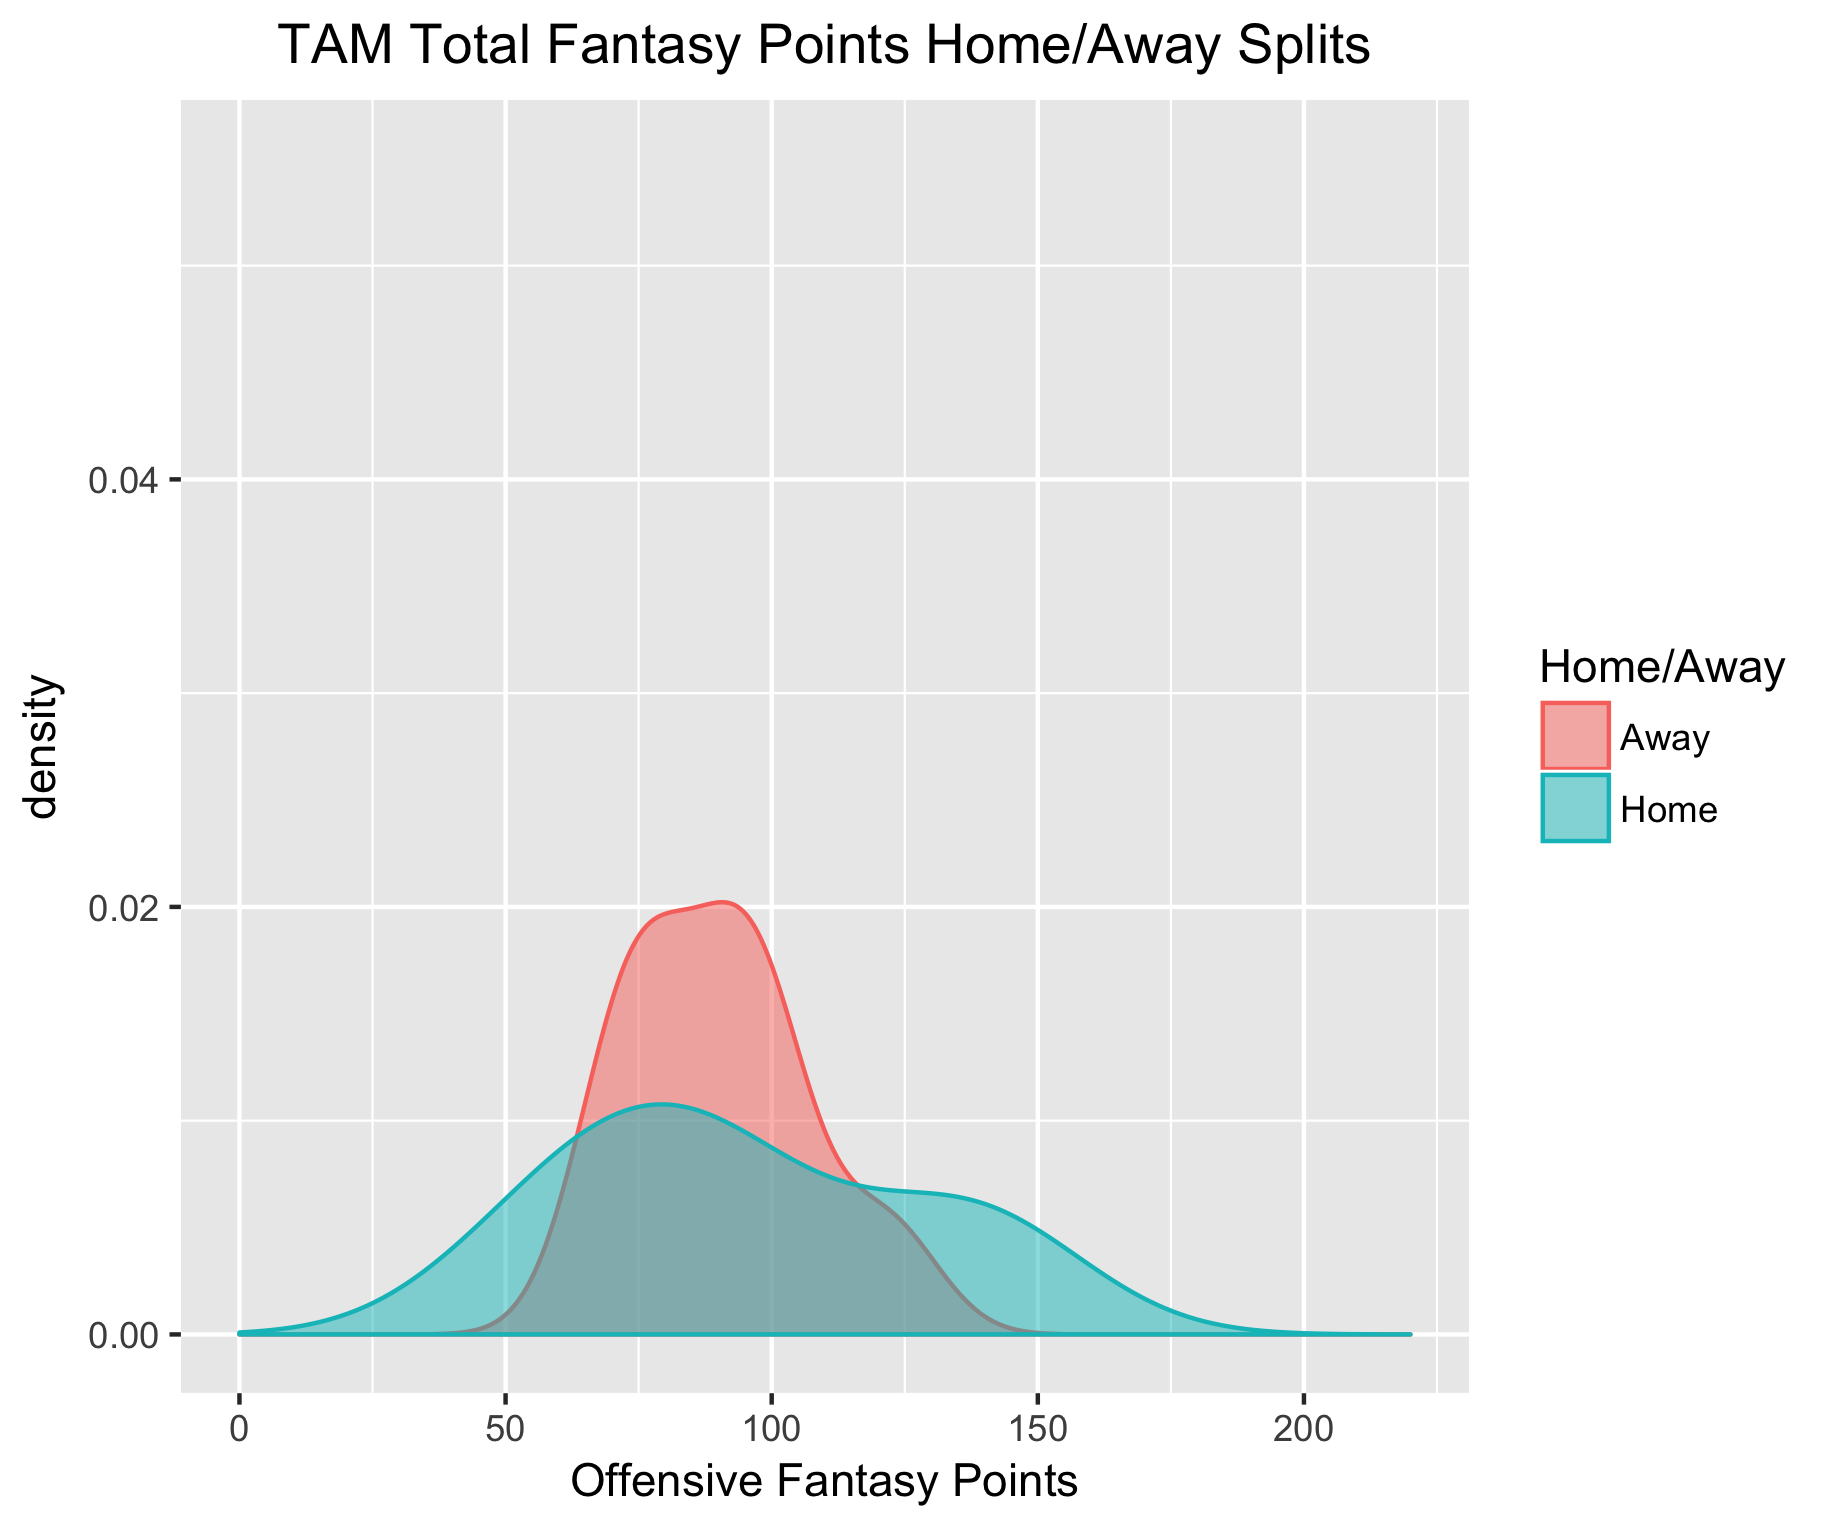 TAM Total Fantasy Points Home/Away Splits
0.04
0.02
0.00
density
0 50 100 150 200
Offensive Fantasy Points
Home/Away
Away
Home